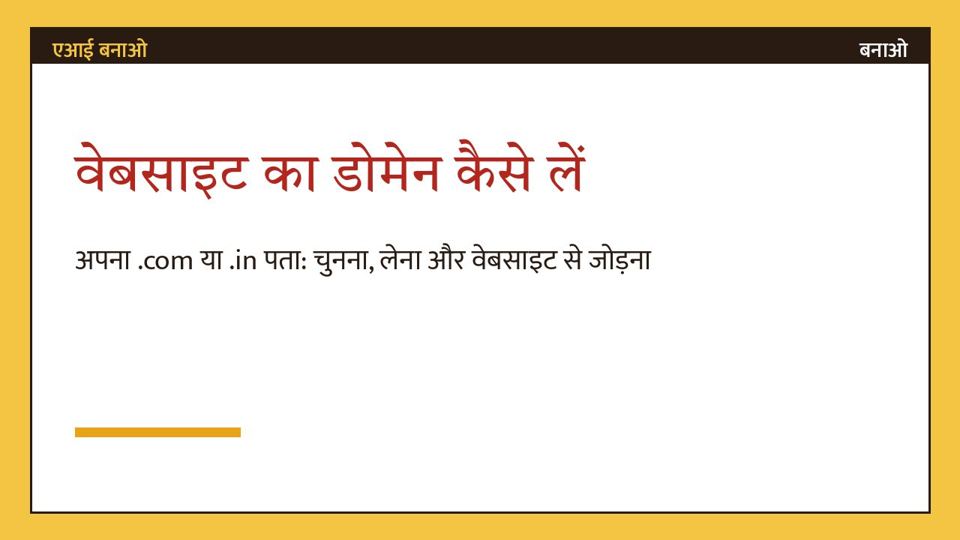 एआई बनाओ
बनाओ
वेबसाइट का डोमेन कैसे लें
अपना .com या .in पता: चुनना, लेना और वेबसाइट से जोड़ना